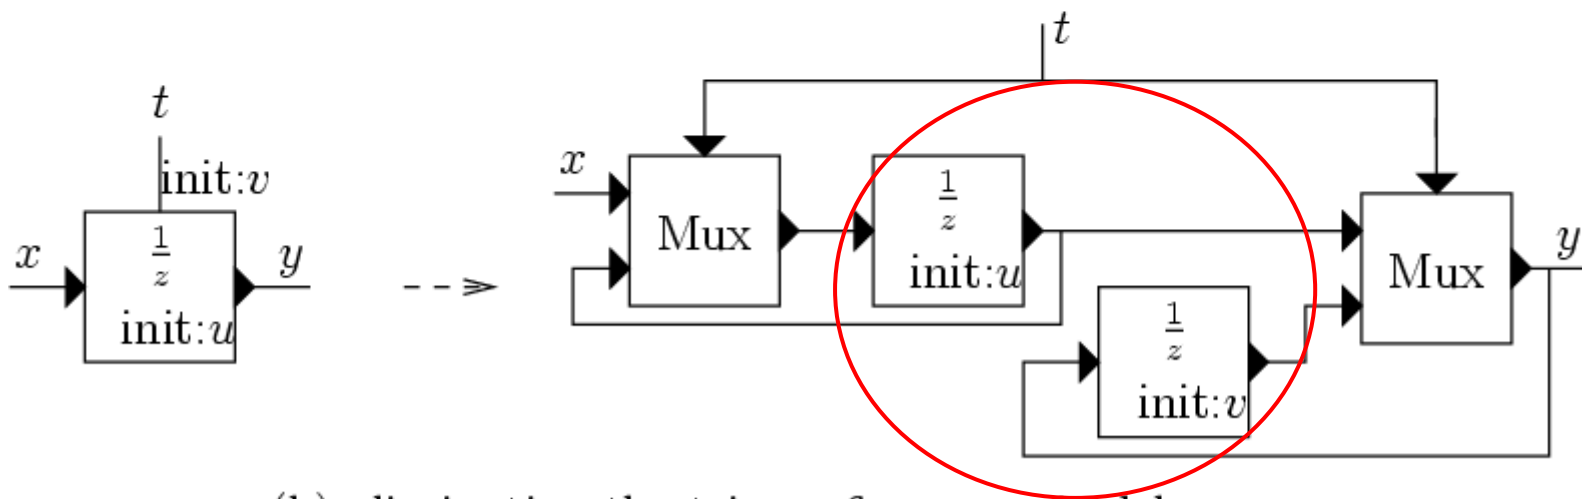 t
init:v
x
1/z
init:u
y
t
x
Mux
1/z
init:u
1/z
init:v
Mux
y